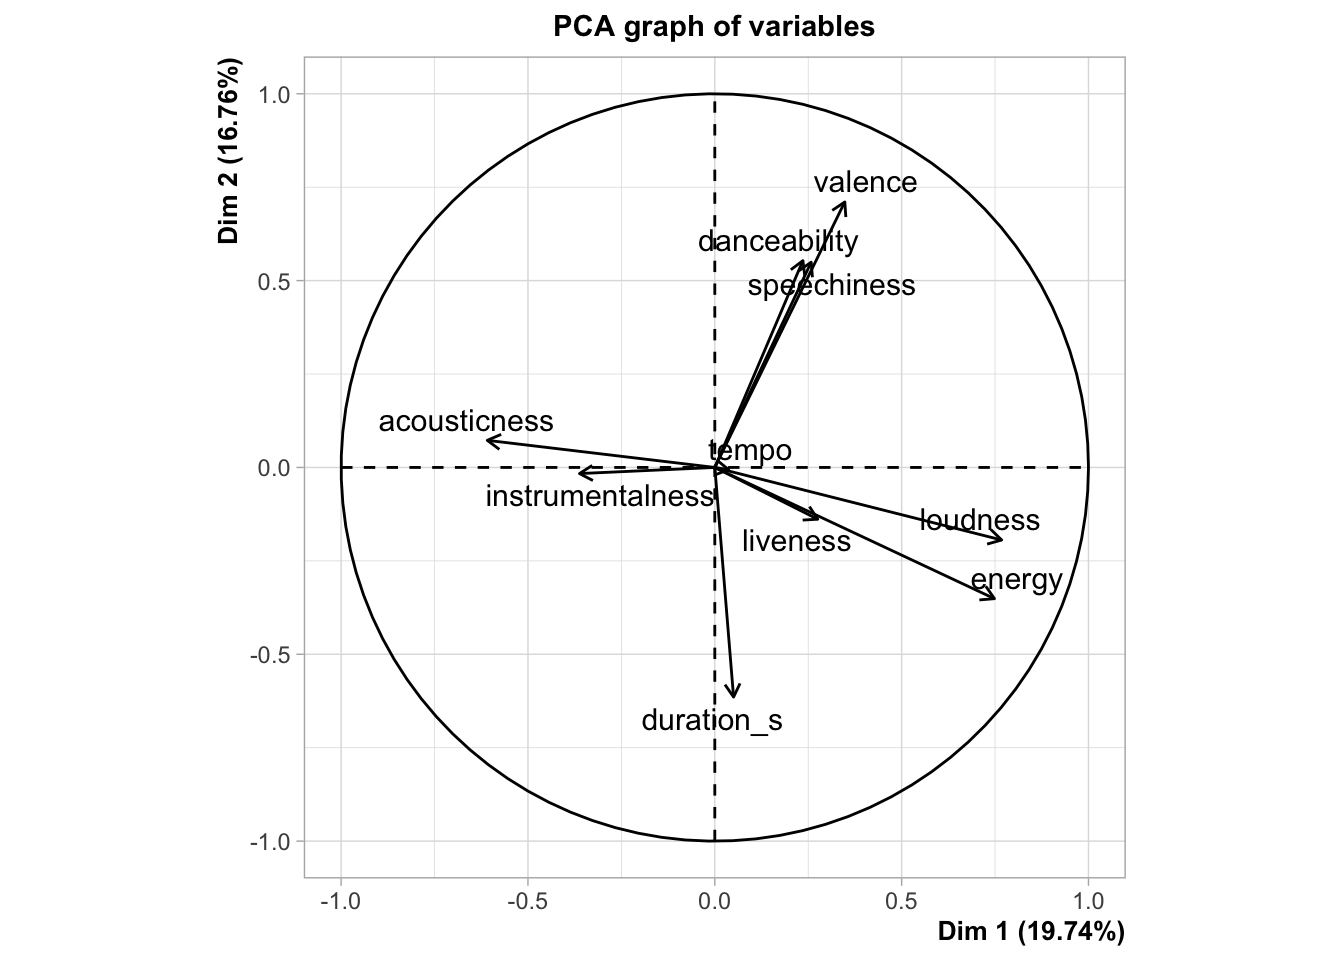 PCA graph of variables
Dim 2 (16.76%)
1.0
0.5
0.0
-0.5
-1.0
valence
danceability
speechiness
acousticness
tempo
instrumentalness
loudness
liveness
energy
duration_s
-1.0 -0.5 0.0 0.5 1.0
Dim 1 (19.74%)